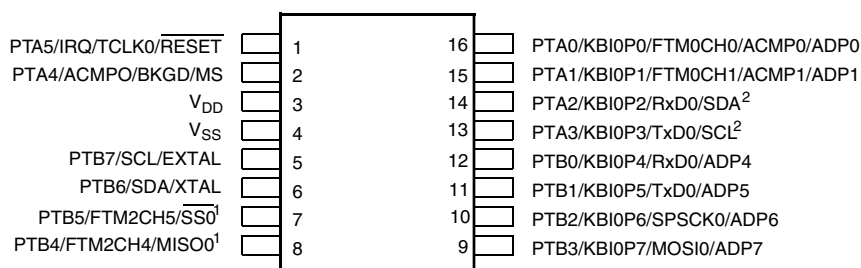 PTA5/IRQ/TCLK0/RESET 1 16 PTA0/KBI0P0/FTM0CH0/ACMP0/ADP0
PTA4/ACMPO/BKGD/MS 2 15 PTA1/KBI0P1/FTM0CH1/ACMP1/ADP1
VDD 3 14 PTA2/KBI0P2/RxD0/SDA2
VSS 4 13 PTA3/KBI0P3/TxD0/SCL2
PTB7/SCL/EXTAL 5 12 PTB0/KBI0P4/RxD0/ADP4
PTB6/SDA/XTAL 6 11 PTB1/KBI0P5/TxD0/ADP5
PTB5/FTM2CH5/SS01 7 10 PTB2/KBI0P6/SPSCK0/ADP6
PTB4/FTM2CH4/MISO01 8 9 PTB3/KBI0P7/MOSI0/ADP7